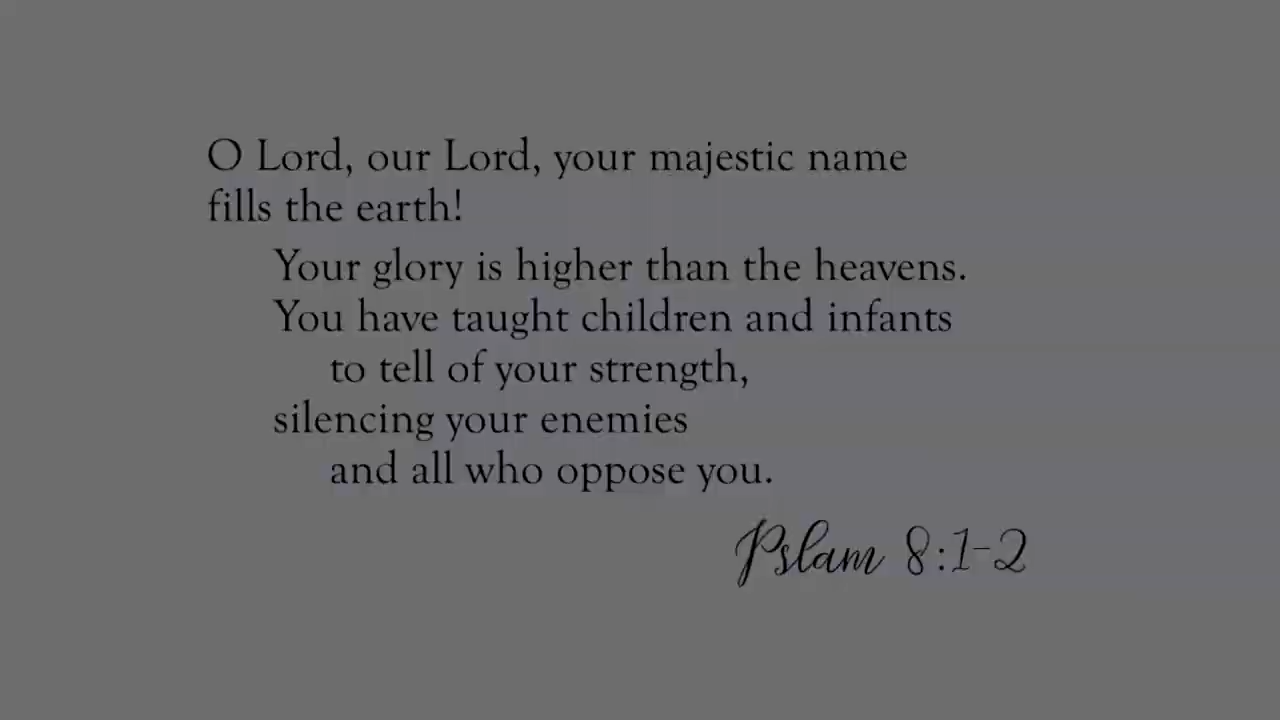 O Lord, our Lord, your majestic name
fills the earth!
Your glory is higher than the heavens.
You have taught children and infants
to tell of your strength,
silencing your enemies
and all who oppose you.
Pslam 8:1-2